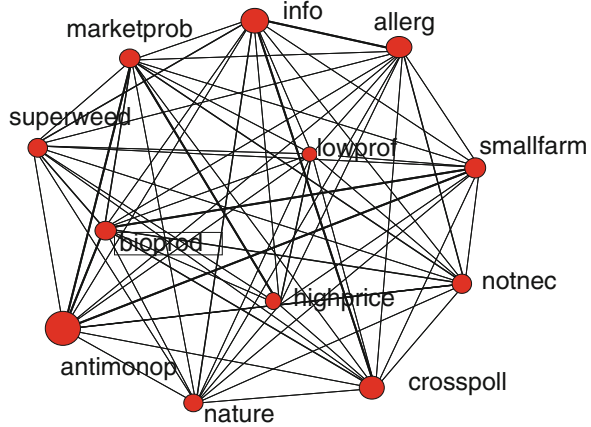 info
allerg
marketprob
superweed
lowprof
smallfarm
bioprod
notnec
highprice
antimonop
crosspoll
nature